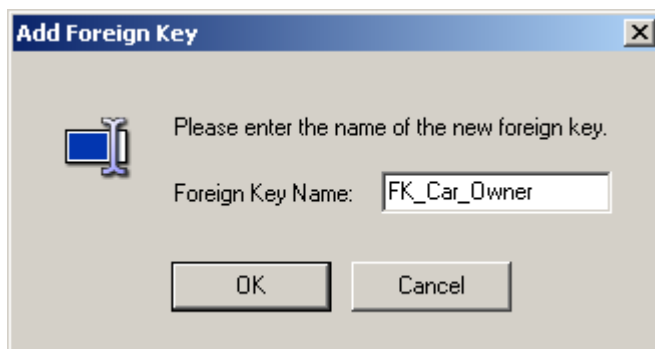 Add Foreign Key
Please enter the name of the new foreign key.
Foreign Key Name: FK_Car_Owner
OK Cancel